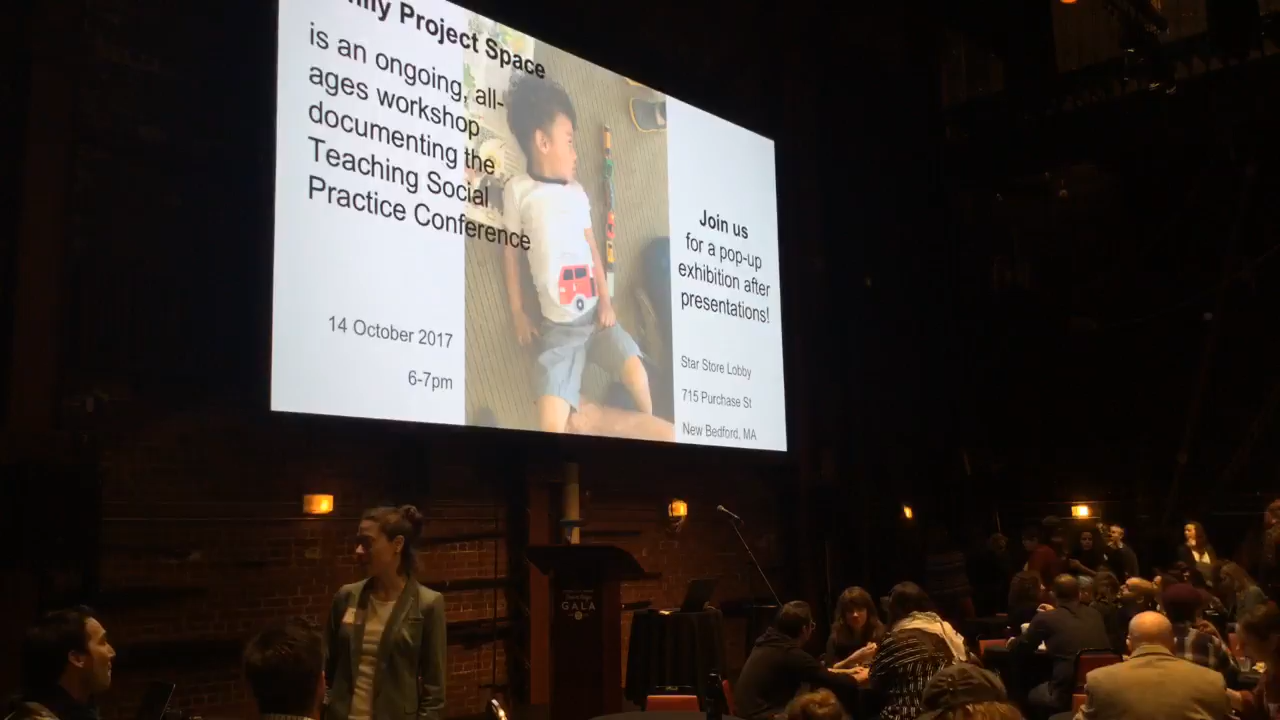 Project Space
is an ongoing, all-
ages workshop
documenting the
Teaching Social
Practice Conference
14 October 2017
6-7pm
Join us
for a pop-up
exhibition after
presentations!
Star Store Lobby
715 Purchase St
New Bedford, MA
GALA